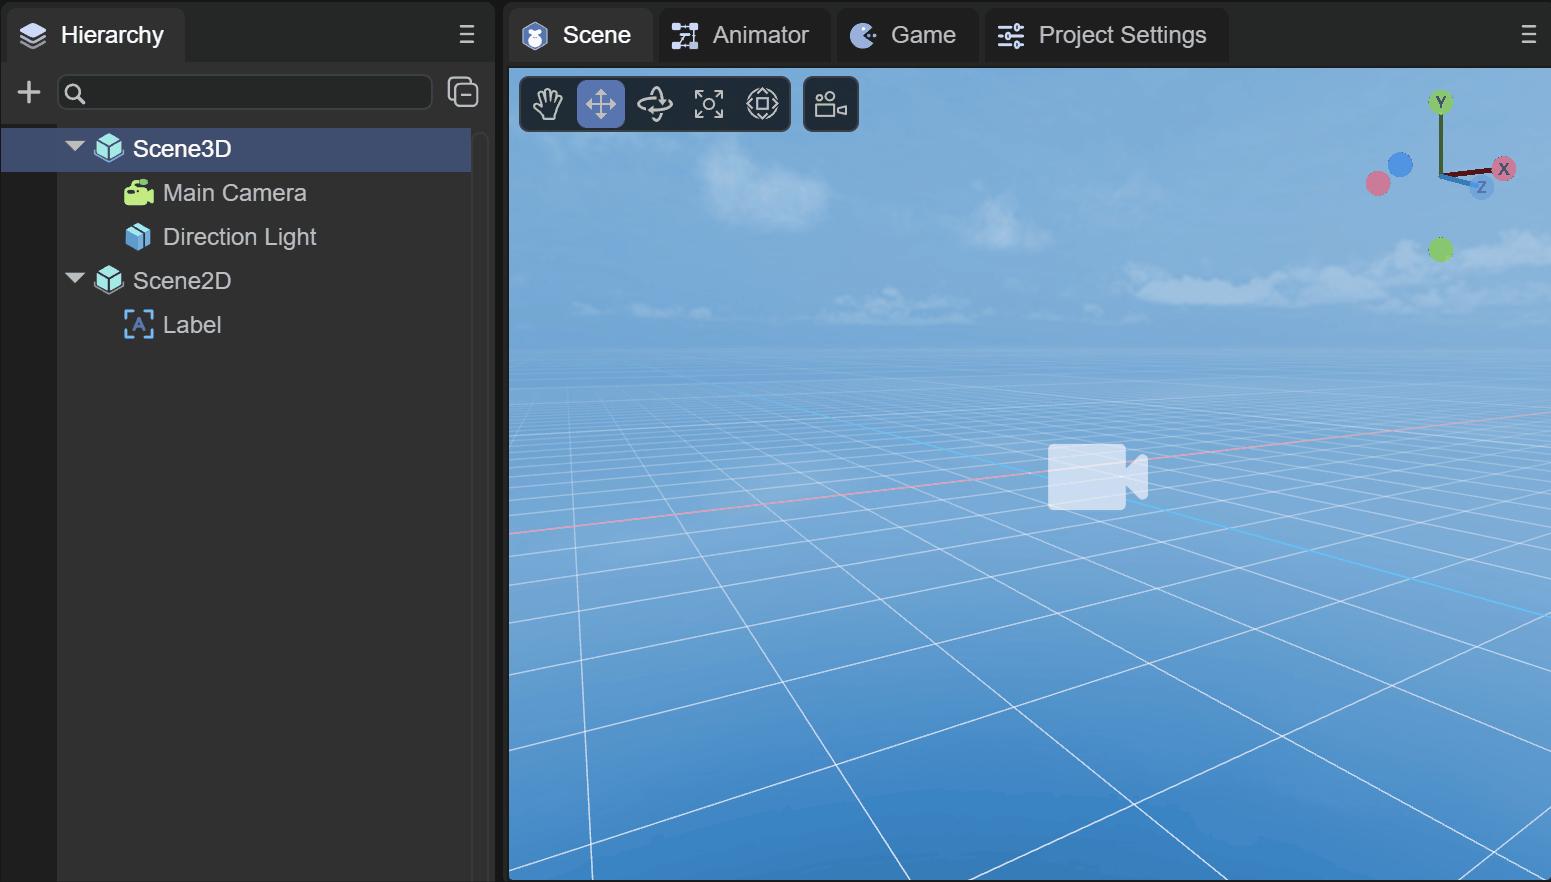 Hierarchy
Scene
Animator
Game
Project Settings
Scene3D
Main Camera
Direction Light
Scene2D
A Label
Y
X
Z